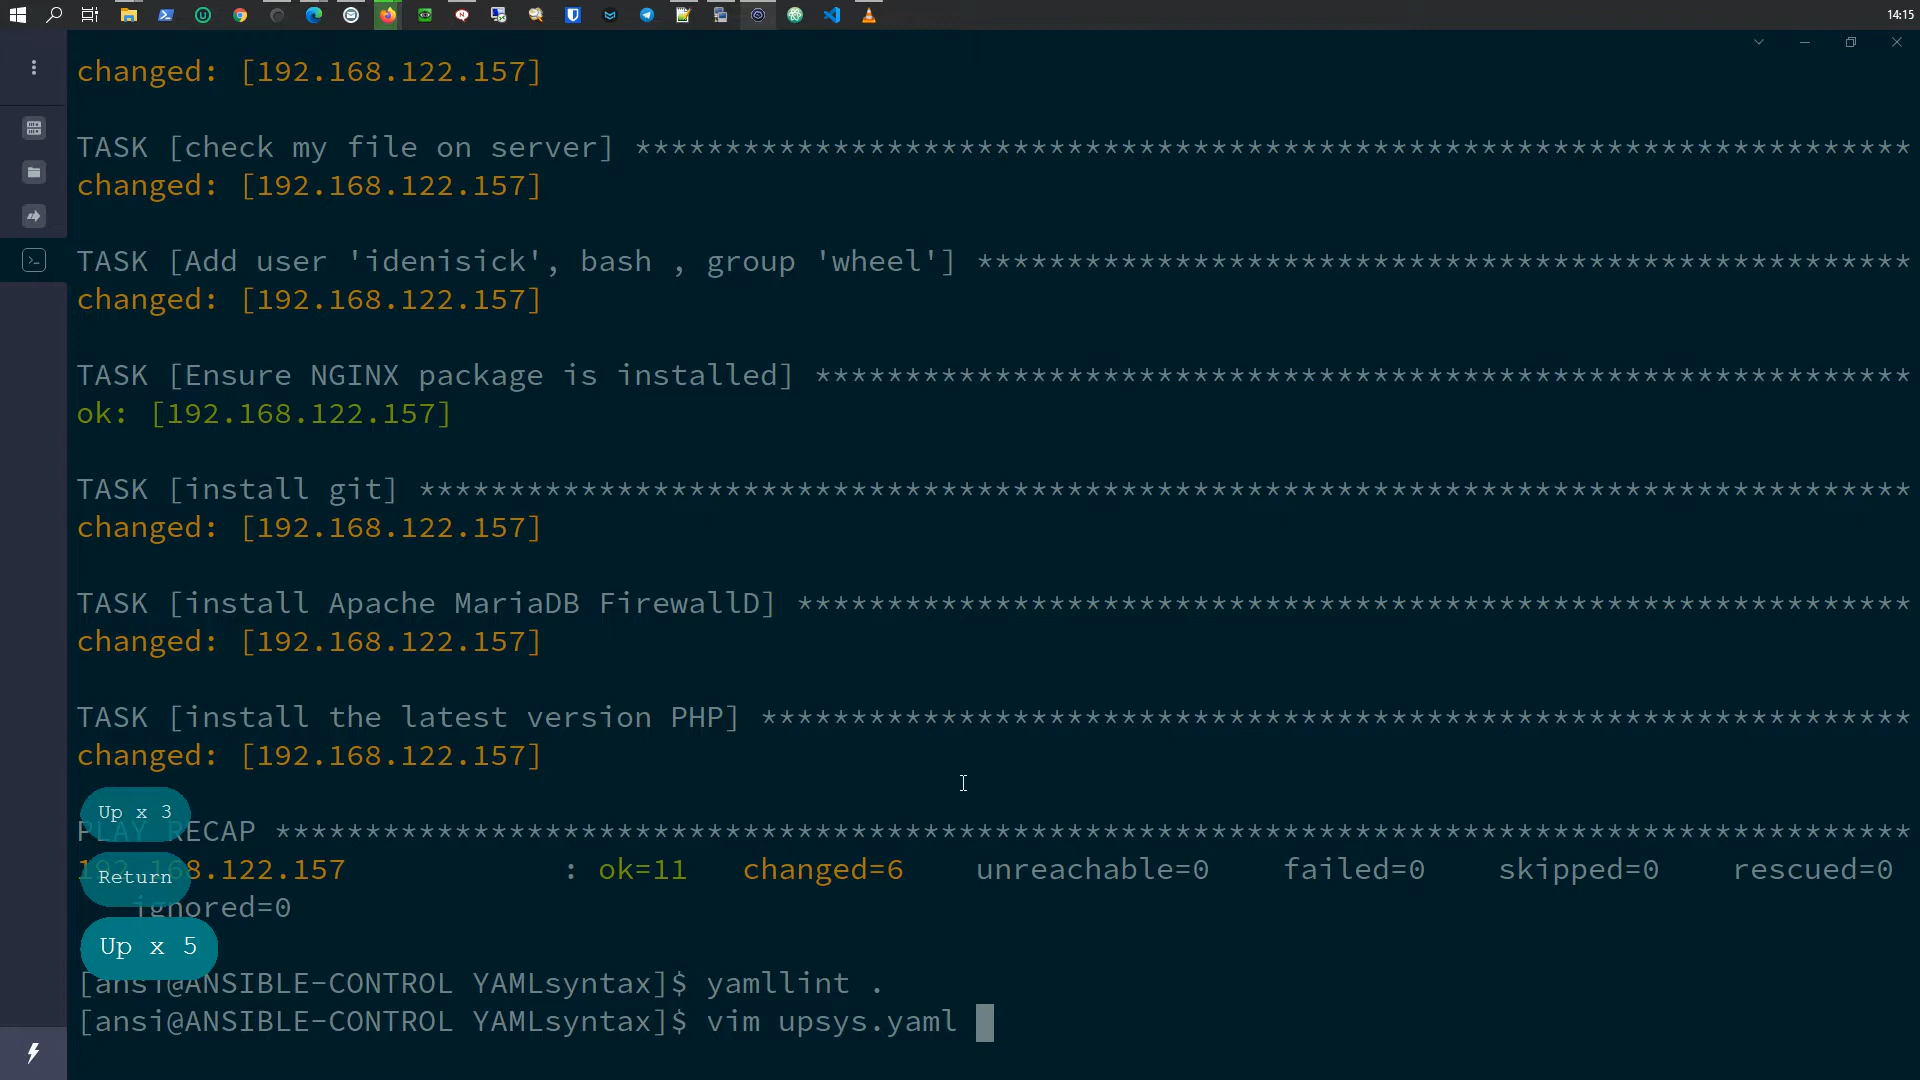 14:15
changed: [192.168.122.157]
TASK [check my file on server] ***********************************************************************
changed: [192.168.122.157]
TASK [Add user 'idenisick', bash , group 'wheel'] ****************************************************
changed: [192.168.122.157]
TASK [Ensure NGINX package is installed] *************************************************************
ok: [192.168.122.157]
TASK [install git] ***********************************************************************************
changed: [192.168.122.157]
TASK [install Apache MariaDB FirewallD] **************************************************************
changed: [192.168.122.157]
TASK [install the latest version PHP] ****************************************************************
changed: [192.168.122.157]
Up x 3
PLAY RECAP *******************************************************************************************
192.168.122.157 : ok=11 changed=6 unreachable=0 failed=0 skipped=0 rescued=0
Return
ignored=0
Up x 5
[ansi@ANSIBLE-CONTROL YAMLsyntax]$ yamllint .
[ansi@ANSIBLE-CONTROL YAMLsyntax]$ vim upsys.yaml